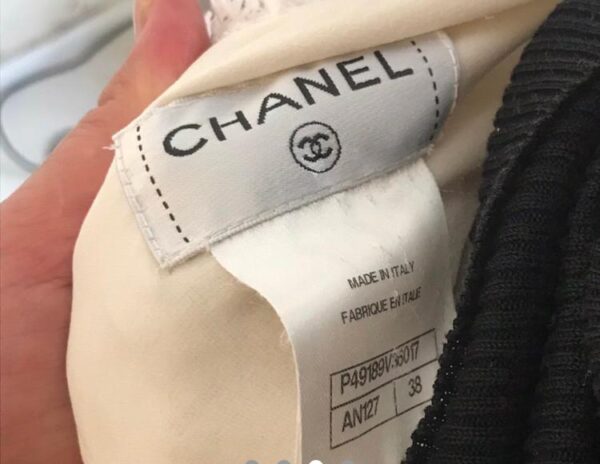 CHANEL
MADE IN ITALY
FABRIQUE EN ITALIE
P49189V36017
AN127 38